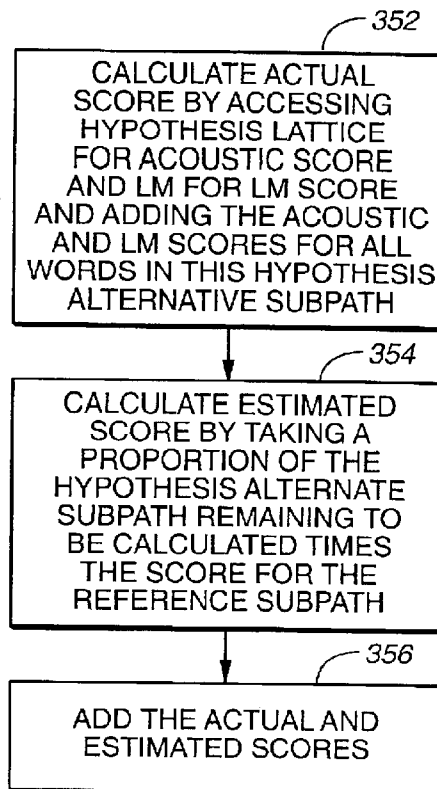 352
CALCULATE ACTUAL
SCORE BY ACCESSING
HYPOTHESIS LATTICE
FOR ACOUSTIC SCORE
AND LM FOR LM SCORE
AND ADDING THE ACOUSTIC
AND LM SCORES FOR ALL
WORDS IN THIS HYPOTHESIS
ALTERNATIVE SUBPATH
354
CALCULATE ESTIMATED
SCORE BY TAKING A
PROPORTION OF THE
HYPOTHESIS ALTERNATE
SUBPATH REMAINING TO
BE CALCULATED TIMES
THE SCORE FOR THE
REFERENCE SUBPATH
356
ADD THE ACTUAL AND
ESTIMATED SCORES